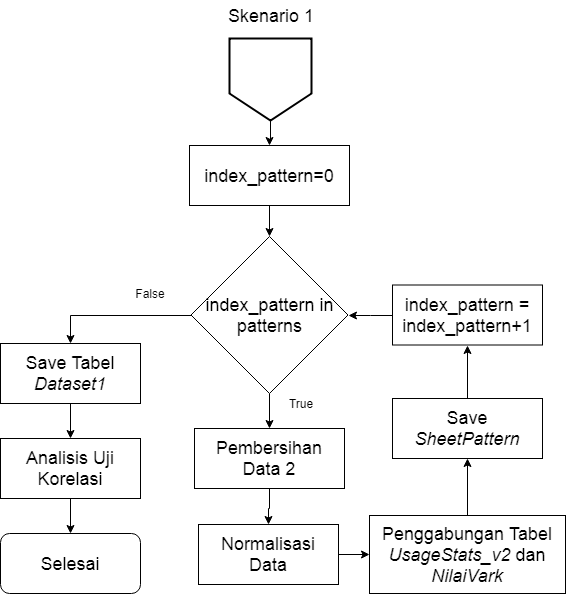 Skenario 1
index_pattern=0
index_pattern in
patterns
False
True
Save Tabel
Dataset1
Analisis Uji
Korelasi
Selesai
Pembersihan
Data 2
Normalisasi
Data
Penggabungan Tabel
UsageStats_v2 dan
NilaiVark
Save
SheetPattern
index_pattern =
index_pattern+1